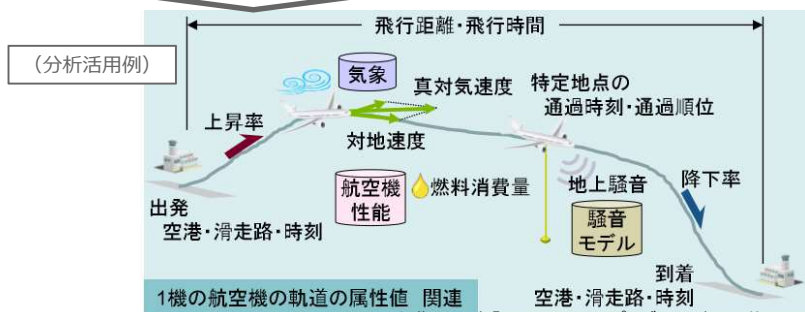 飛行距離・飛行時間
（分析活用例）
気象
真対気速度
特定地点の
通過時刻・通過順位
上昇率
対地速度
航空機
性能
燃料消費量
地上騒音
降下率
騒音
モデル
出発
空港・滑走路・時刻
到着
空港・滑走路・時刻
1機の航空機の軌道の属性値 関連